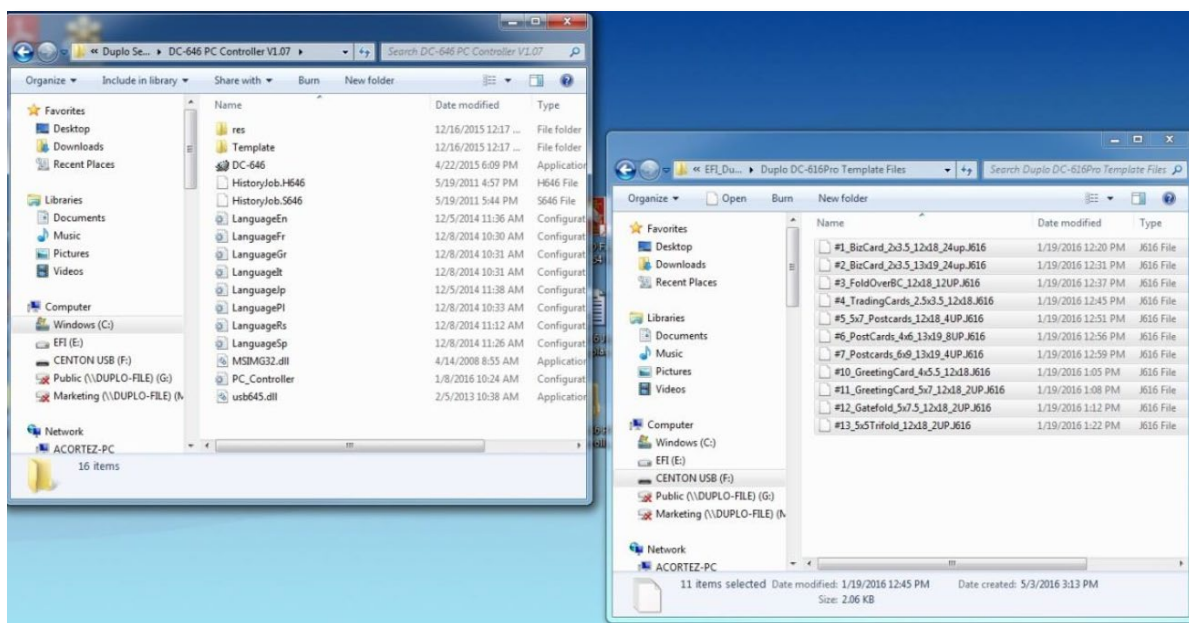 « Duplo Se... ▸ DC-646 PC Controller V1.07 ▸
Search DC-646 PC Controller V1.07
Organize Include in library Share with Burn New folder
Favorites
Desktop
Downloads
Recent Places
Libraries
Documents
Music
Pictures
Videos
Computer
Windows (C:)
EFI (E:)
CENTON USB (F:)
Public (\\DUPLO-FILE) (G:)
Marketing (\\DUPLO-FILE) (M
Network
ACORTEZ-PC
Name Date modified Type
res 12/16/2015 12:17 ... File folder
Template 12/16/2015 12:17 ... File folder
DC-646 4/22/2015 6:09 PM Application
HistoryJob.H646 5/19/2011 4:57 PM H646 File
HistoryJob.S646 5/19/2011 5:44 PM S646 File
LanguageEn 12/5/2014 11:36 AM Configurat
LanguageFr 12/8/2014 10:30 AM Configurat
LanguageGr 12/8/2014 10:31 AM Configurat
LanguageIt 12/8/2014 10:31 AM Configurat
LanguageJp 12/5/2014 11:38 AM Configurat
LanguagePl 12/8/2014 10:33 AM Configurat
LanguageRs 12/8/2014 11:12 AM Configurat
LanguageSp 12/8/2014 11:26 AM Configurat
MSIMG32.dll 4/14/2008 8:55 AM Application
PC_Controller 1/8/2016 10:24 AM Configurat
usb645.dll 2/5/2013 10:38 AM Application
16 items
« EFI_Du... ▸ Duplo DC-616Pro Template Files
Search Duplo DC-616Pro Template Files
Organize Open Burn New folder
Favorites
Desktop
Downloads
Recent Places
Libraries
Documents
Music
Pictures
Videos
Computer
Windows (C:)
EFI (E:)
CENTON USB (F:)
Public (\\DUPLO-FILE) (G:)
Marketing (\\DUPLO-FILE) (M
Network
ACORTEZ-PC
Name Date modified Type
#1_BizCard_2x3.5_12x18_24up.J616 1/19/2016 12:20 PM J616 File
#2_BizCard_2x3.5_13x19_24up.J616 1/19/2016 12:31 PM J616 File
#3_FoldOverBC_12x18_12UP.J616 1/19/2016 12:37 PM J616 File
#4_TradingCards_2.5x3.5_12x18.J616 1/19/2016 12:45 PM J616 File
#5_5x7_Postcards_12x18_4UP.J616 1/19/2016 12:51 PM J616 File
#6_PostCards_4x6_13x19_8UP.J616 1/19/2016 12:56 PM J616 File
#7_Postcards_6x9_13x19_4UP.J616 1/19/2016 12:59 PM J616 File
#10_GreetingCard_4x5.5_12x18.J616 1/19/2016 1:05 PM J616 File
#11_GreetingCard_5x7_12x18_2UP.J616 1/19/2016 1:08 PM J616 File
#12_Gatefold_5x7.5_12x18_2UP.J616 1/19/2016 1:12 PM J616 File
#13_5x5Trifold_12x18_2UP.J616 1/19/2016 1:22 PM J616 File
11 items selected Date modified: 1/19/2016 12:45 PM Date created: 5/3/2016 3:13 PM
Size: 2.06 KB